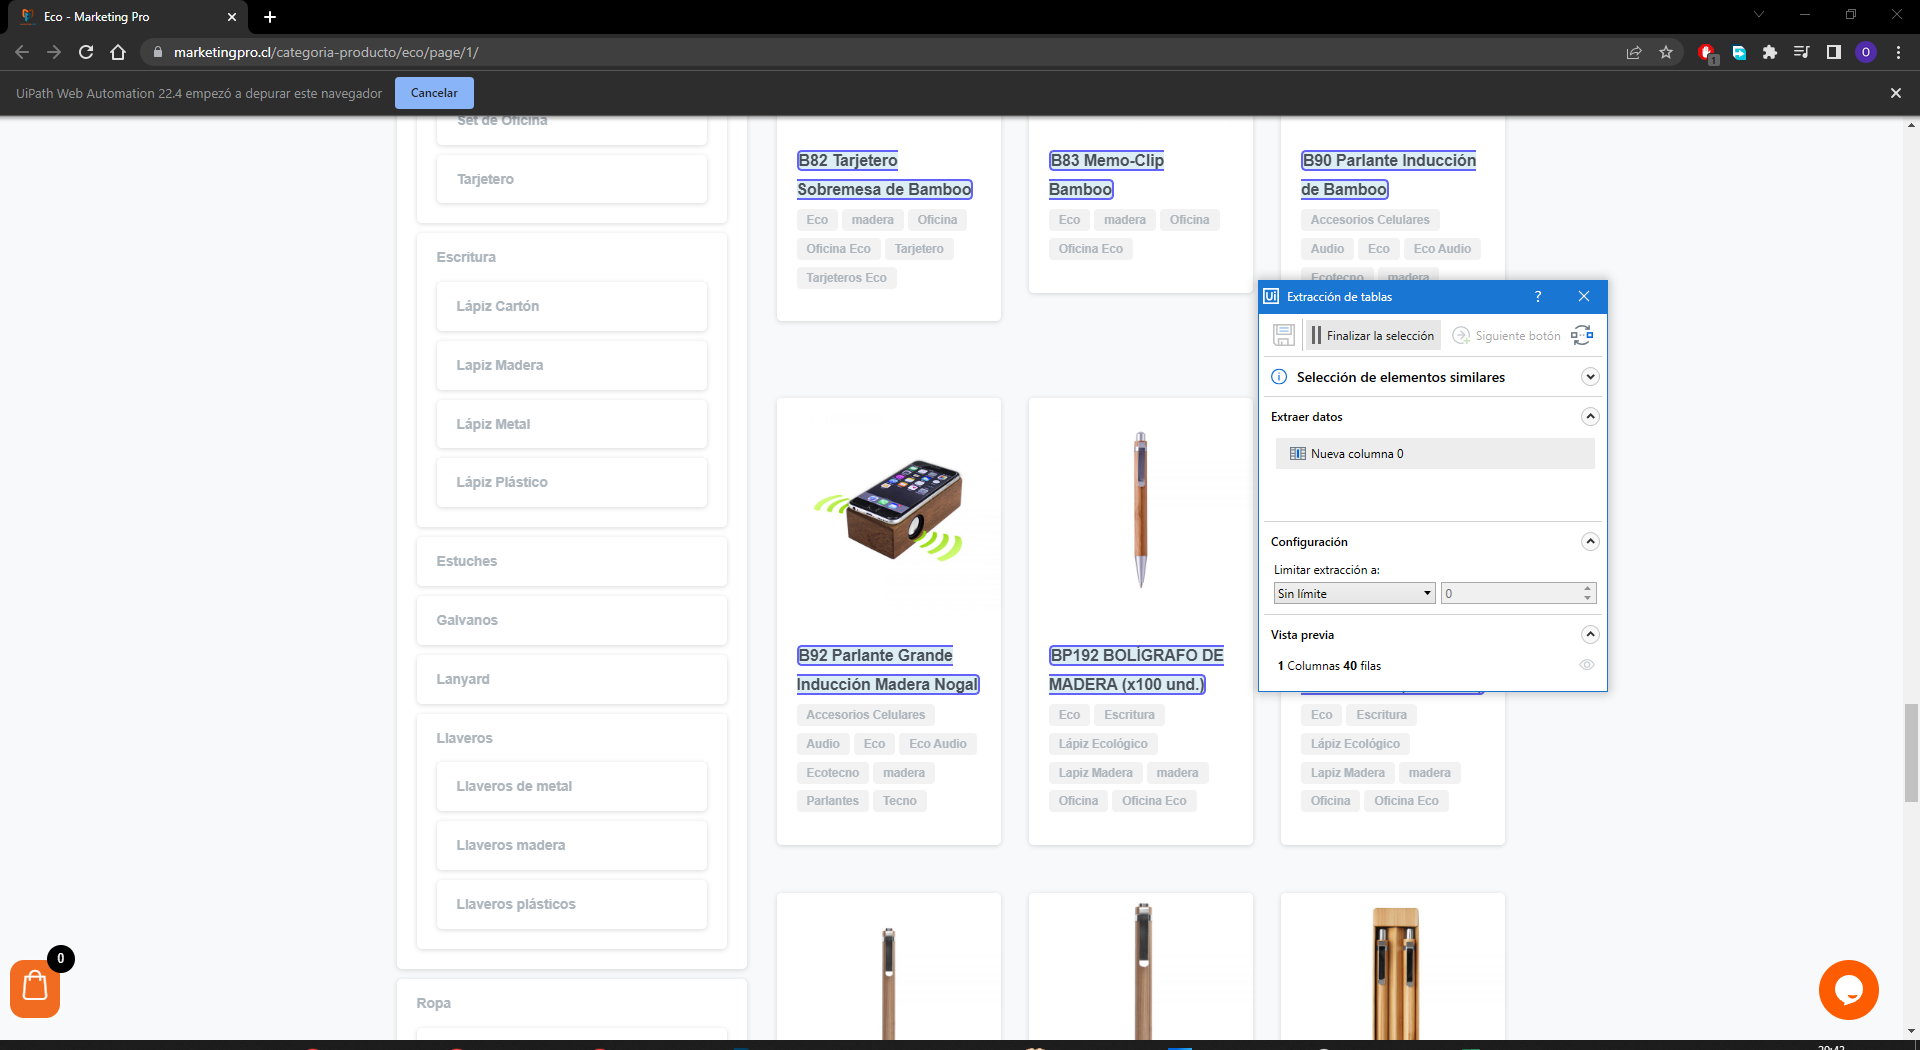 Eco - Marketing Pro
marketingpro.cl/categoria-producto/eco/page/1/
1
O
UiPath Web Automation 22.4 empezó a depurar este navegador
Cancelar
Set de Oficina
Tarjetero
Escritura
Lápiz Cartón
Lapiz Madera
Lápiz Metal
Lápiz Plástico
Estuches
Galvanos
Lanyard
Llaveros
Llaveros de metal
Llaveros madera
Llaveros plásticos
Ropa
0
B82 Tarjetero
Sobremesa de Bamboo
Eco madera Oficina
Oficina Eco Tarjetero
Tarjeteros Eco
B83 Memo-Clip
Bamboo
Eco madera Oficina
Oficina Eco
B90 Parlante Inducción
de Bamboo
Accesorios Celulares
Audio Eco Eco Audio
Ecotecno madera
B92 Parlante Grande
Inducción Madera Nogal
Accesorios Celulares
Audio Eco Eco Audio
Ecotecno madera
Parlantes Tecno
BP192 BOLÍGRAFO DE
MADERA (x100 und.)
Eco Escritura
Lápiz Ecológico
Lapiz Madera madera
Oficina Oficina Eco
Eco Escritura
Lápiz Ecológico
Lapiz Madera madera
Oficina Oficina Eco
Ui Extracción de tablas ?
Finalizar la selección Siguiente botón
Selección de elementos similares
Extraer datos
Nueva columna 0
Configuración
Limitar extracción a:
Sin límite 0
Vista previa
1 Columnas 40 filas